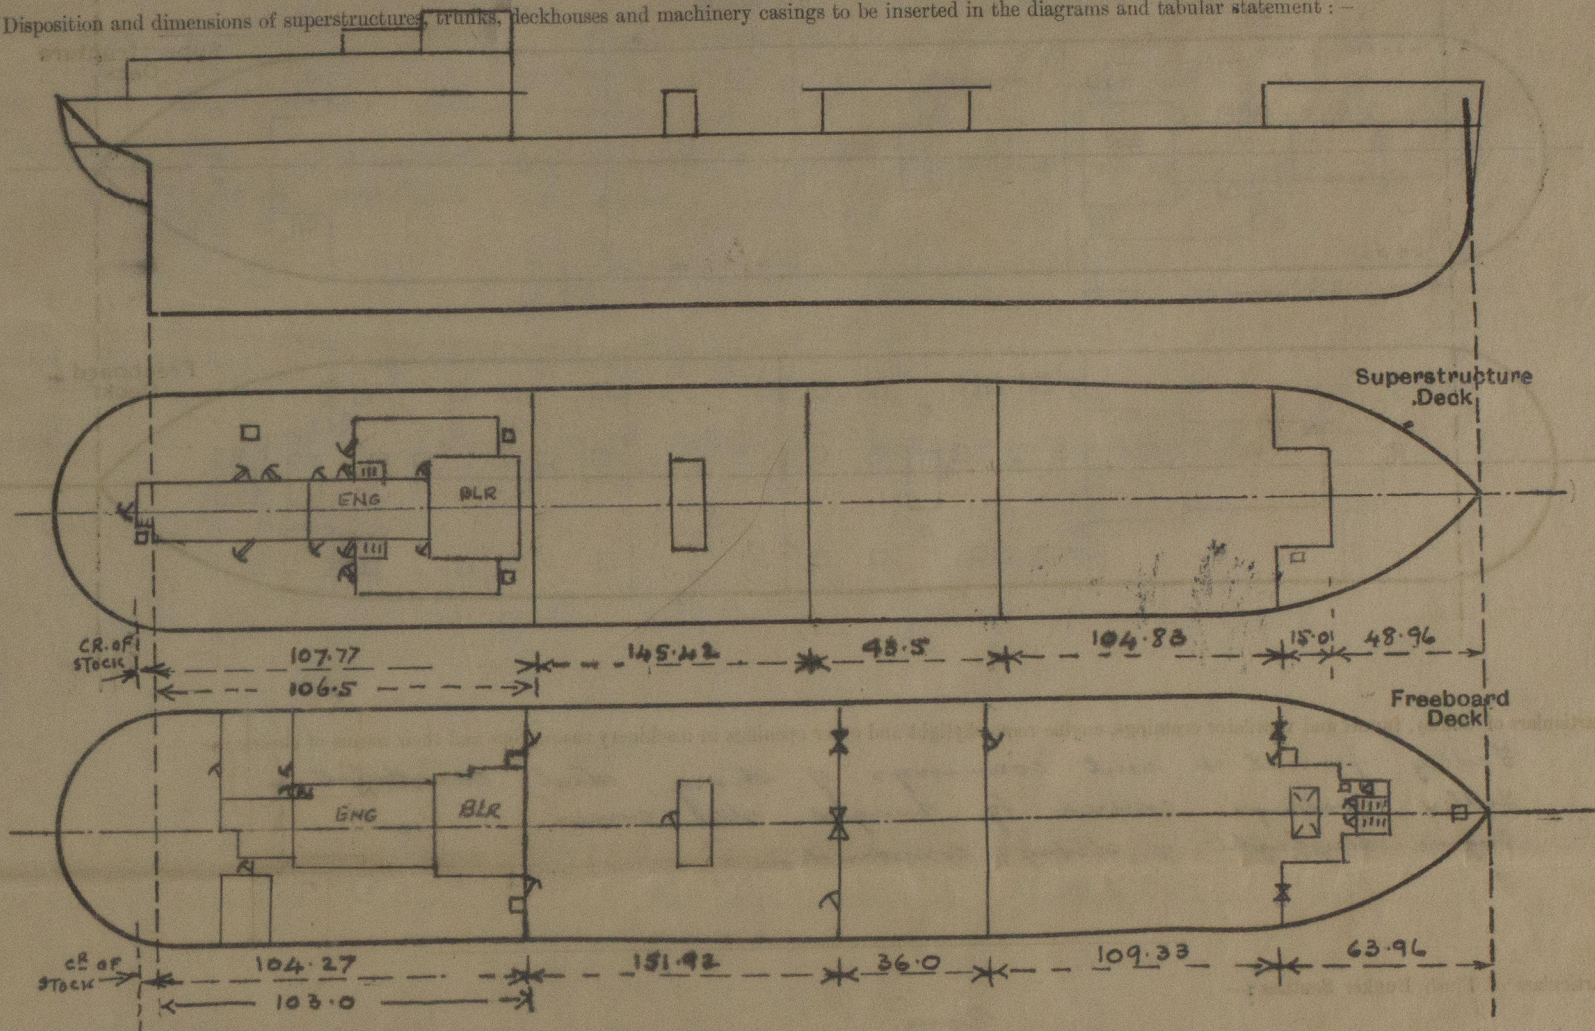 Disposition and dimensions of superstructures, trunks, deckhouses and machinery casings to be inserted in the diagrams and tabular statement : —
Superstructure
Deck
ENG
BLR
CR. OF
STOCK
107.77
145.42
43.5
104.83
15.01
48.96
106.5
Freeboard
Deck
ENG
BLR
CR OF
STOCK
104.27
151.92
36.0
109.33
63.96
103.0